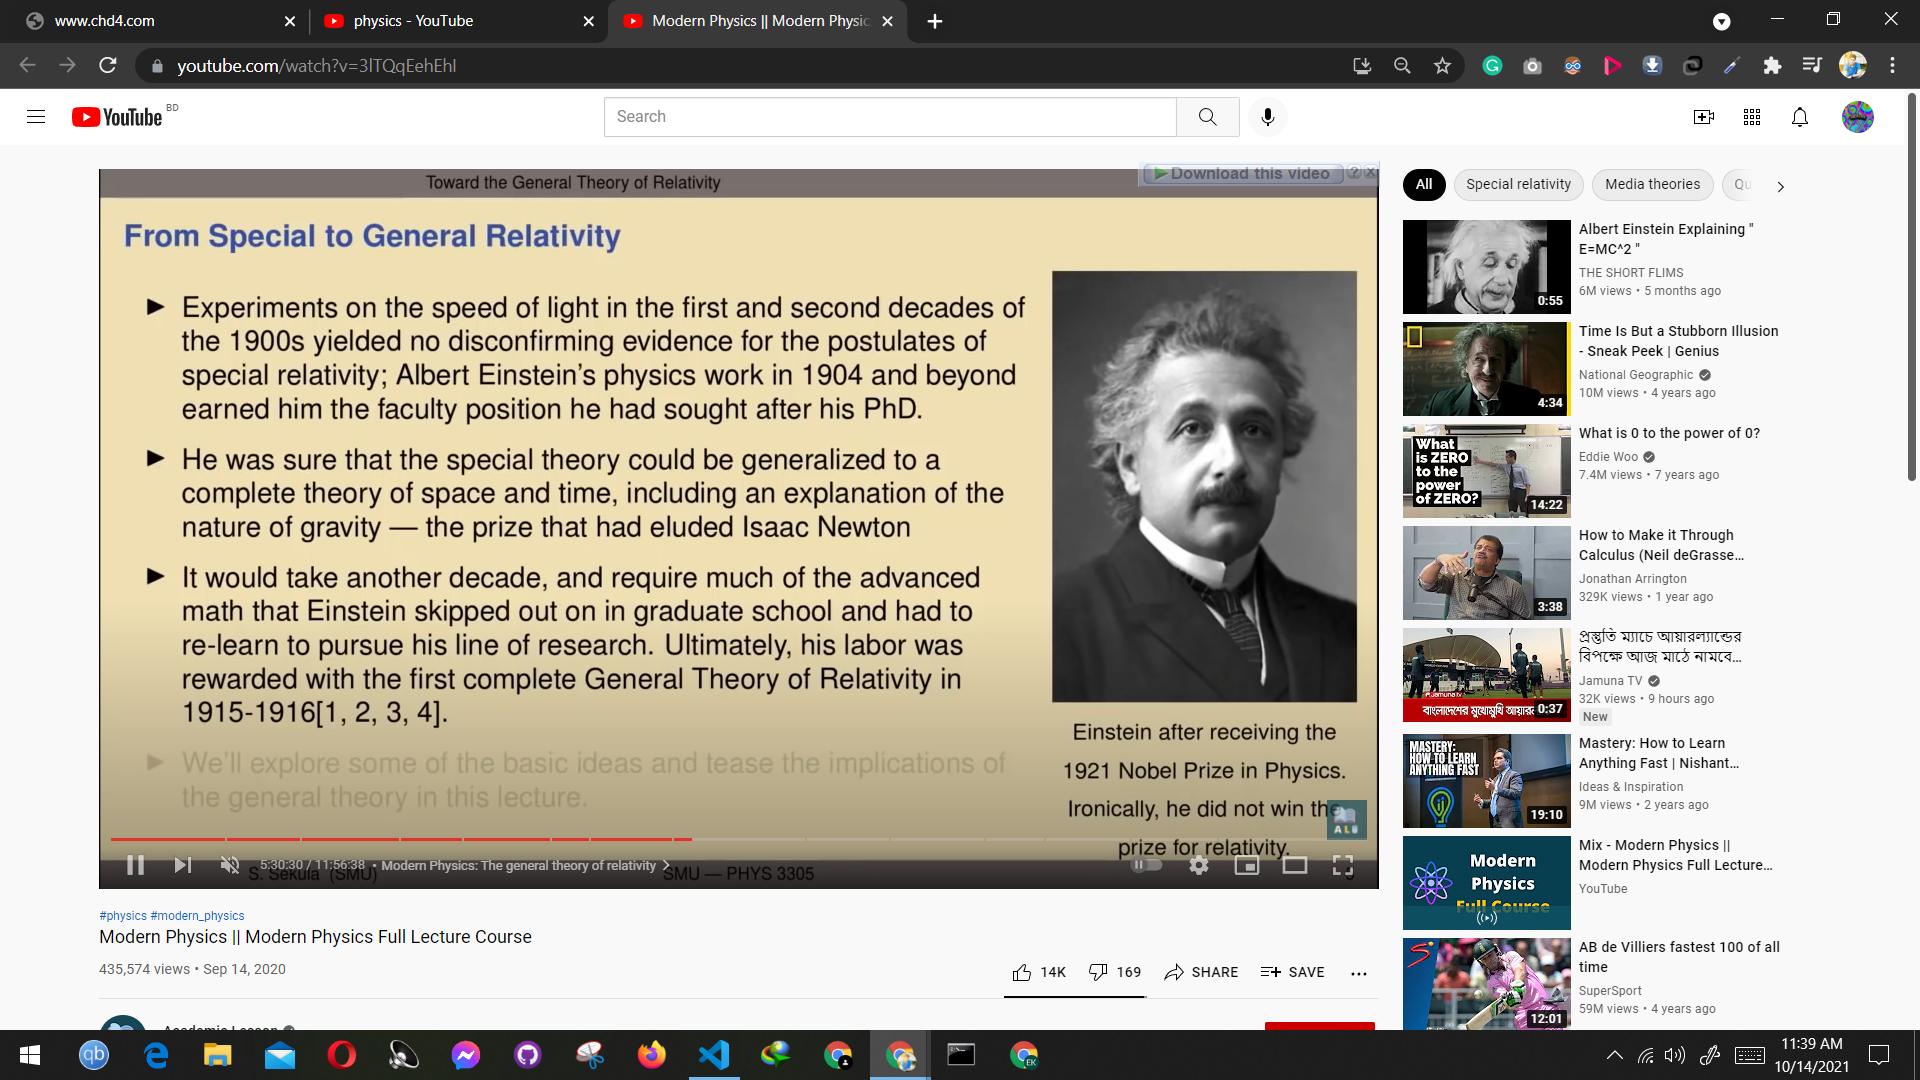 www.chd4.com
physics - YouTube
Modern Physics || Modern Physic
youtube.com/watch?v=3lTQqEehEhI
YouTube BD
Search
Toward the General Theory of Relativity
Download this video
From Special to General Relativity
Experiments on the speed of light in the first and second decades of
the 1900s yielded no disconfirming evidence for the postulates of
special relativity; Albert Einstein's physics work in 1904 and beyond
earned him the faculty position he had sought after his PhD.
He was sure that the special theory could be generalized to a
complete theory of space and time, including an explanation of the
nature of gravity — the prize that had eluded Isaac Newton
It would take another decade, and require much of the advanced
math that Einstein skipped out on in graduate school and had to
re-learn to pursue his line of research. Ultimately, his labor was
rewarded with the first complete General Theory of Relativity in
1915-1916[1, 2, 3, 4].
We'll explore some of the basic ideas and tease the implications of
the general theory in this lecture.
Einstein after receiving the
1921 Nobel Prize in Physics.
Ironically, he did not win the
prize for relativity.
ALU
5:30:30 / 11:56:38 • Modern Physics: The general theory of relativity
S. Sekula (SMU)
SMU — PHYS 3305
#physics #modern_physics
Modern Physics || Modern Physics Full Lecture Course
435,574 views • Sep 14, 2020
14K
169
SHARE
SAVE
All
Special relativity
Media theories
Qu
Albert Einstein Explaining "
E=MC^2 "
THE SHORT FLIMS
6M views • 5 months ago
0:55
Time Is But a Stubborn Illusion
- Sneak Peek | Genius
National Geographic
10M views • 4 years ago
4:34
What
is ZERO
to the
power
of ZERO?
14:22
What is 0 to the power of 0?
Eddie Woo
7.4M views • 7 years ago
How to Make it Through
Calculus (Neil deGrasse...
Jonathan Arrington
329K views • 1 year ago
3:38
প্রস্তুতি ম্যাচে আয়ারল্যান্ডের
বিপক্ষে আজ মাঠে নামবে...
Jamuna TV
32K views • 9 hours ago
New
বাংলাদেশের মুখোমুখি
0:37
MASTERY:
HOW TO LEARN
ANYTHING FAST
19:10
Mastery: How to Learn
Anything Fast | Nishant...
Ideas & Inspiration
9M views • 2 years ago
Modern
Physics
Full Course
Mix - Modern Physics ||
Modern Physics Full Lecture...
YouTube
AB de Villiers fastest 100 of all
time
SuperSport
59M views • 4 years ago
12:01
qb
EK
11:39 AM
10/14/2021